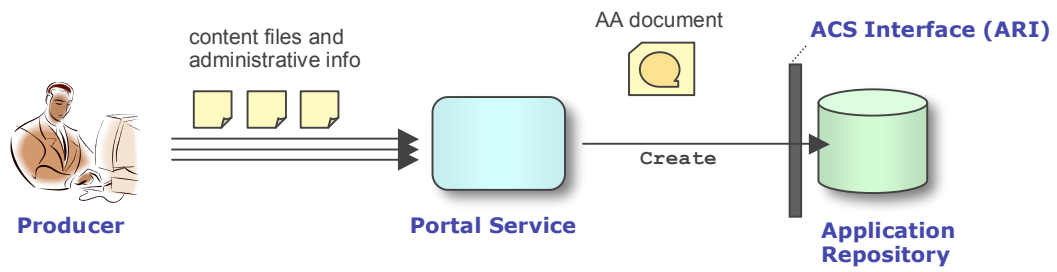 AA document
ACS Interface (ARI)
content files and
administrative info
Create
Producer
Portal Service
Application
Repository